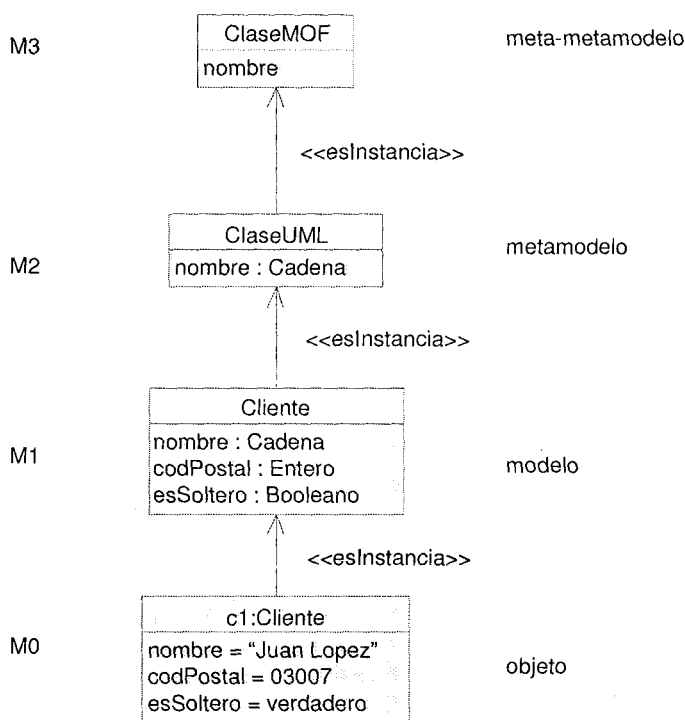 M3
ClaseMOF
nombre
meta-metamodelo
<<esInstancia>>
M2
ClaseUML
nombre : Cadena
metamodelo
<<esInstancia>>
M1
Cliente
nombre : Cadena
codPostal : Entero
esSoltero : Booleano
modelo
<<esInstancia>>
M0
c1:Cliente
nombre = “Juan Lopez”
codPostal = 03007
esSoltero = verdadero
objeto